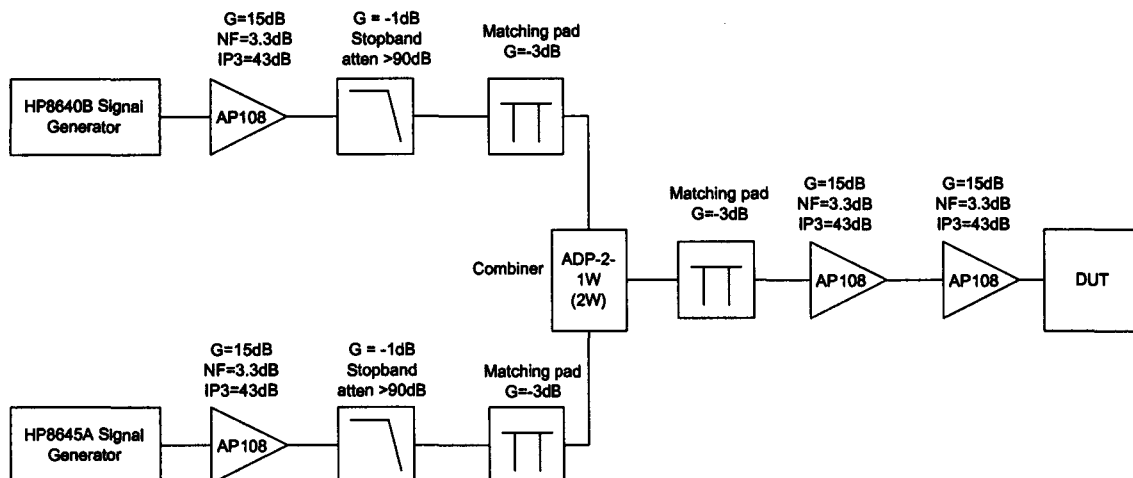 G=15dB
NF=3.3dB
IP3=43dB
G = -1dB
Stopband
atten >90dB
Matching pad
G=-3dB
HP8640B Signal
Generator
AP108
Matching pad
G=-3dB
G=15dB
NF=3.3dB
IP3=43dB
G=15dB
NF=3.3dB
IP3=43dB
Combiner
ADP-2-
1W
(2W)
AP108
AP108
DUT
G=15dB
NF=3.3dB
IP3=43dB
G = -1dB
Stopband
atten >90dB
Matching pad
G=-3dB
HP8645A Signal
Generator
AP108